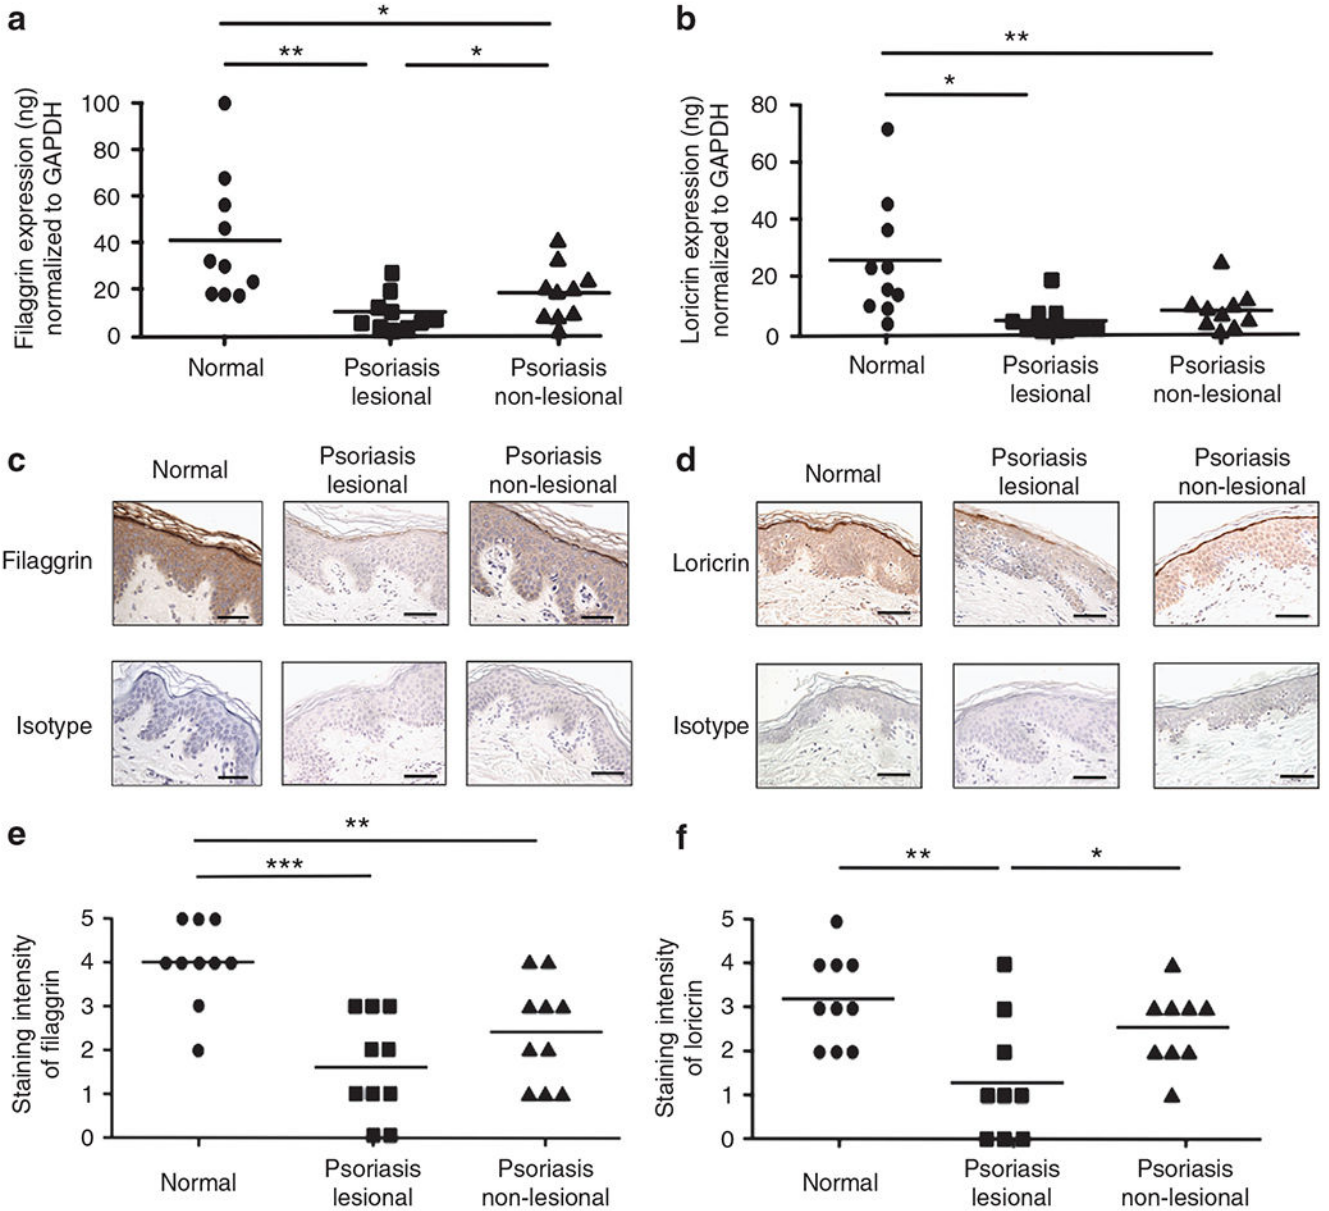 a
*
**
*
Filaggrin expression (ng)
normalized to GAPDH
100
80
60
40
20
0
Normal
Psoriasis
lesional
Psoriasis
non-lesional
b
**
*
Loricrin expression (ng)
normalized to GAPDH
80
60
40
20
0
Normal
Psoriasis
lesional
Psoriasis
non-lesional
c
Normal
Psoriasis
lesional
Psoriasis
non-lesional
Filaggrin
Isotype
d
Normal
Psoriasis
lesional
Psoriasis
non-lesional
Loricrin
Isotype
e
**
***
Staining intensity
of filaggrin
5
4
3
2
1
0
Normal
Psoriasis
lesional
Psoriasis
non-lesional
f
**
*
Staining intensity
of loricrin
5
4
3
2
1
0
Normal
Psoriasis
lesional
Psoriasis
non-lesional